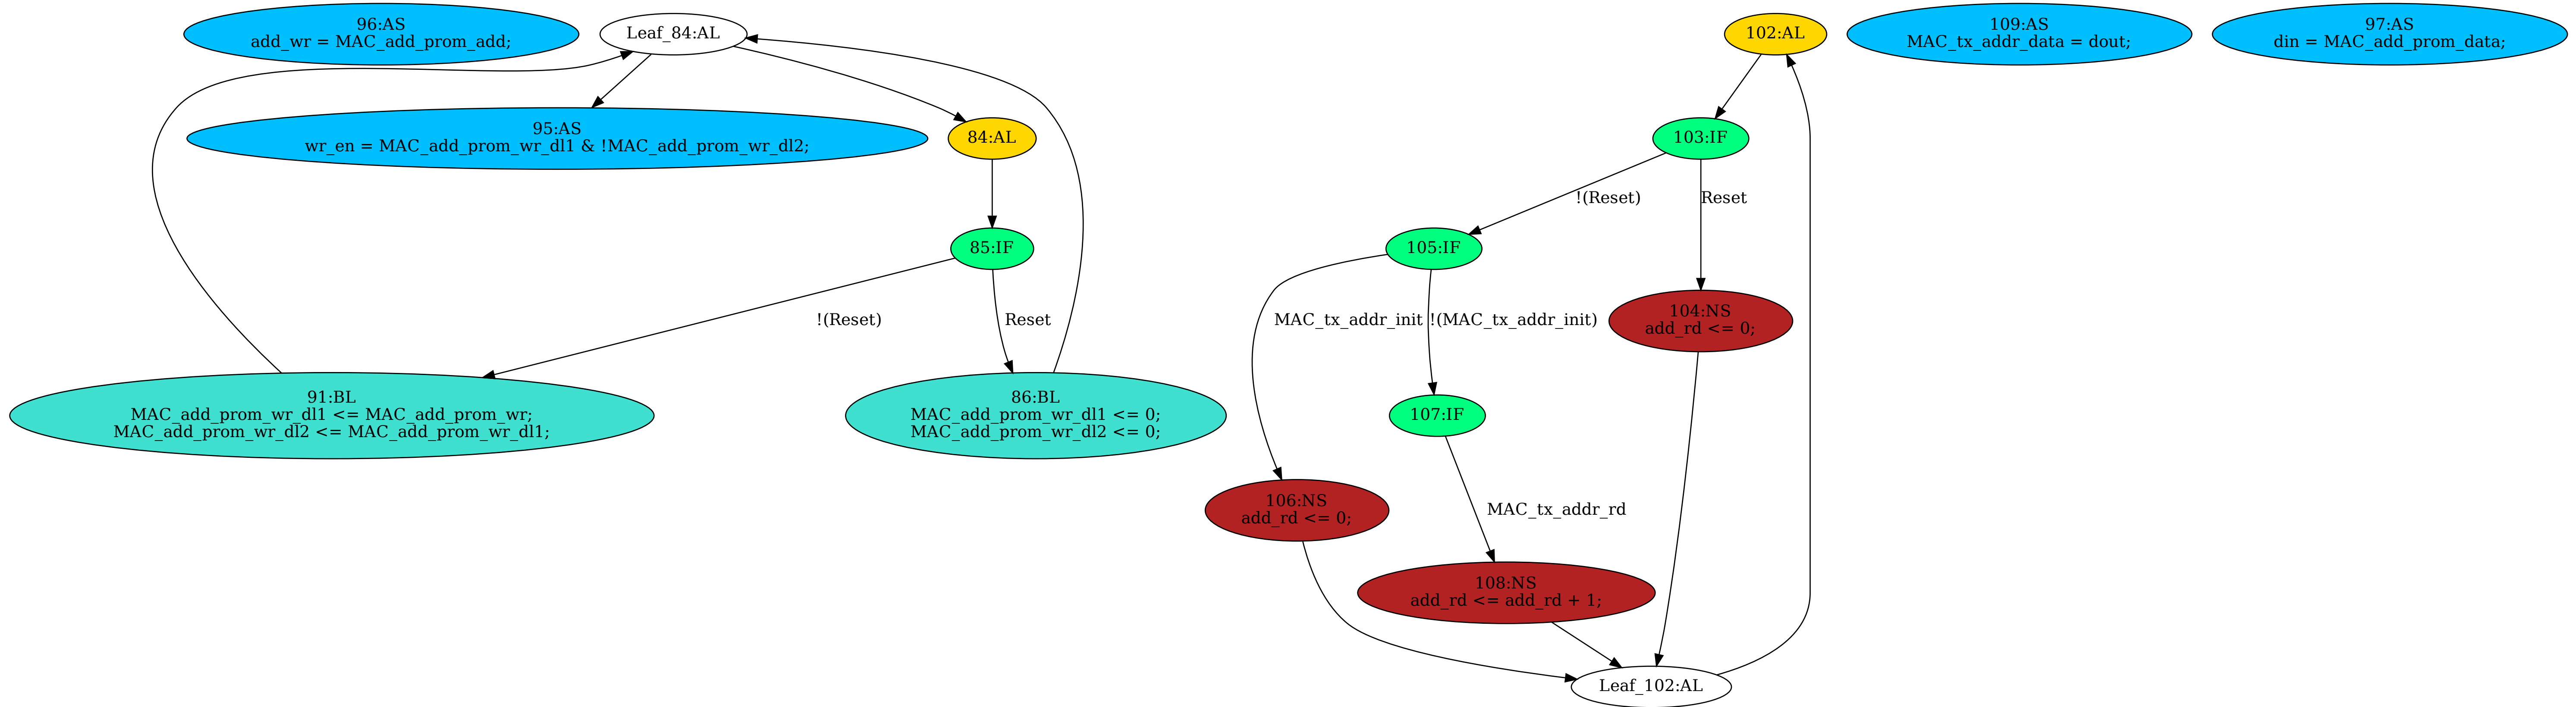 96:AS
add_wr = MAC_add_prom_add;
Leaf_84:AL
102:AL
109:AS
MAC_tx_addr_data = dout;
97:AS
din = MAC_add_prom_data;
95:AS
wr_en = MAC_add_prom_wr_dl1 & !MAC_add_prom_wr_dl2;
84:AL
103:IF
!(Reset)
Reset
85:IF
105:IF
!(Reset)
Reset
MAC_tx_addr_init
!(MAC_tx_addr_init)
104:NS
add_rd <= 0;
91:BL
MAC_add_prom_wr_dl1 <= MAC_add_prom_wr;
MAC_add_prom_wr_dl2 <= MAC_add_prom_wr_dl1;
86:BL
MAC_add_prom_wr_dl1 <= 0;
MAC_add_prom_wr_dl2 <= 0;
107:IF
106:NS
add_rd <= 0;
MAC_tx_addr_rd
108:NS
add_rd <= add_rd + 1;
Leaf_102:AL